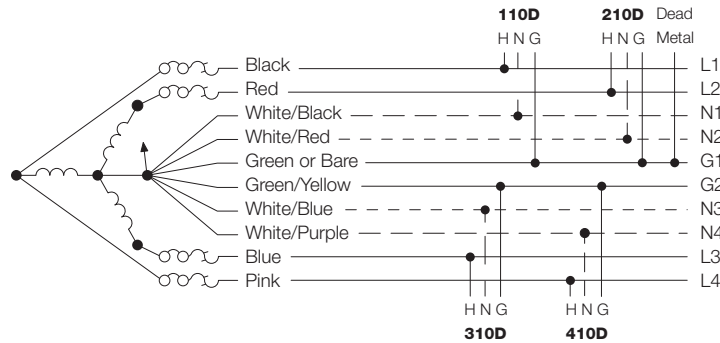 110D 210D Dead
H N G H N G Metal
Black L1
Red L2
White/Black N1
White/Red N2
Green or Bare G1
Green/Yellow G2
White/Blue N3
White/Purple N4
Blue L3
Pink L4
H N G H N G
310D 410D